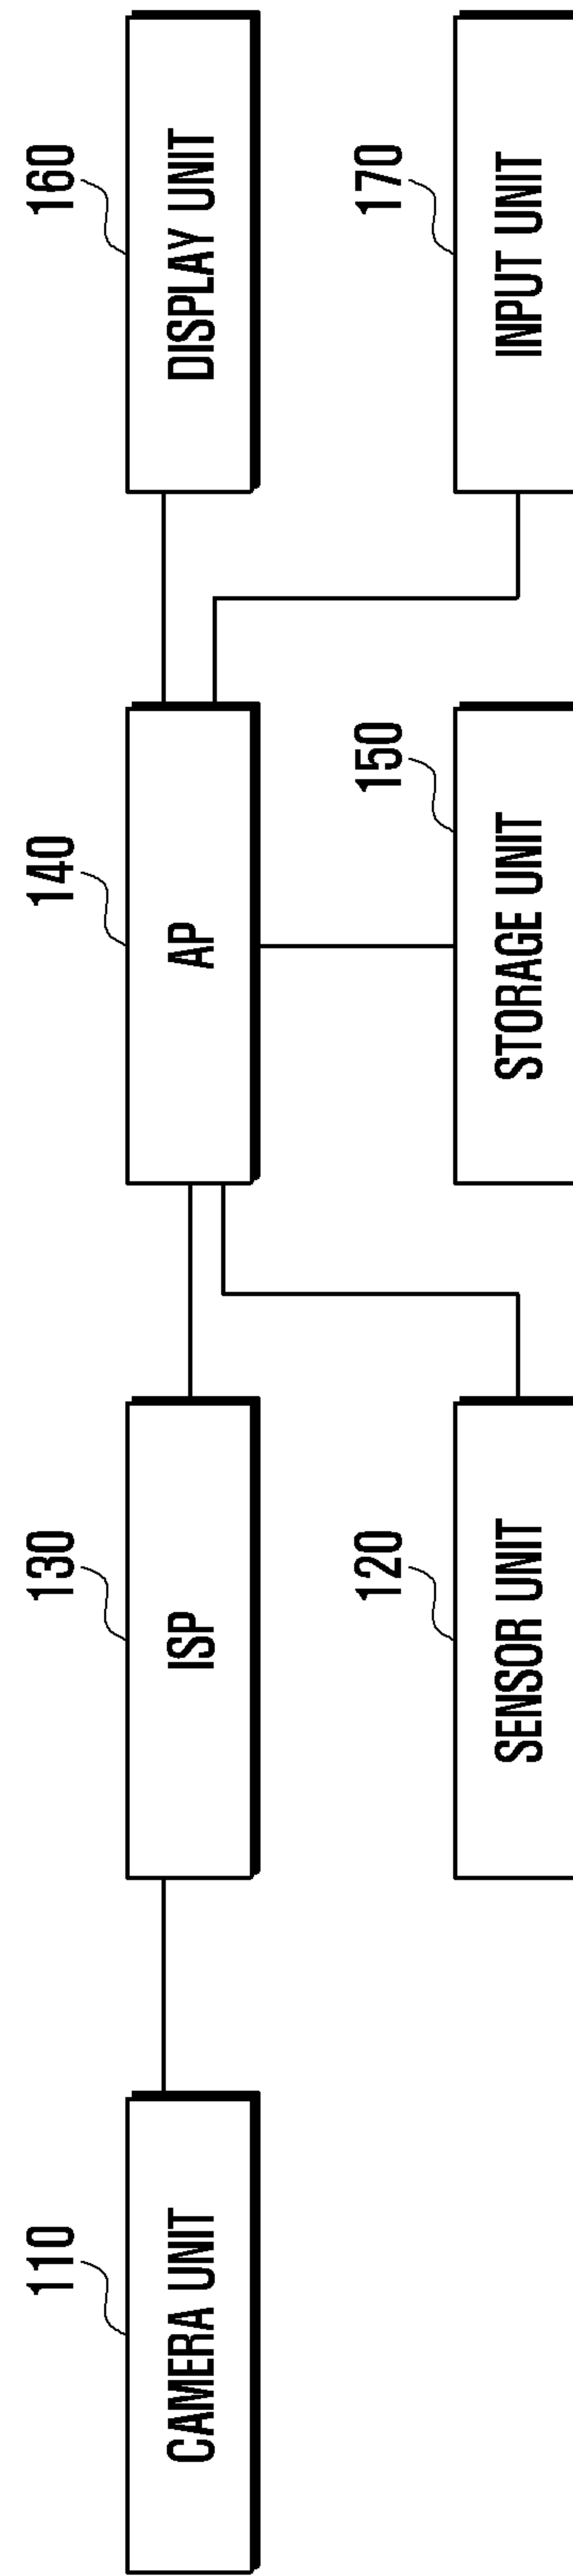 110
CAMERA UNIT
130
ISP
140
AP
160
DISPLAY UNIT
120
SENSOR UNIT
150
STORAGE UNIT
170
INPUT UNIT